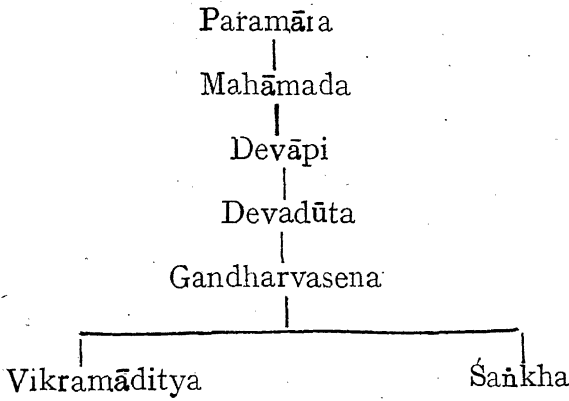 Paramāra
Mahāmada
Devāpi
Devadūta
Gandharvasena
Vikramāditya Śaṅkha